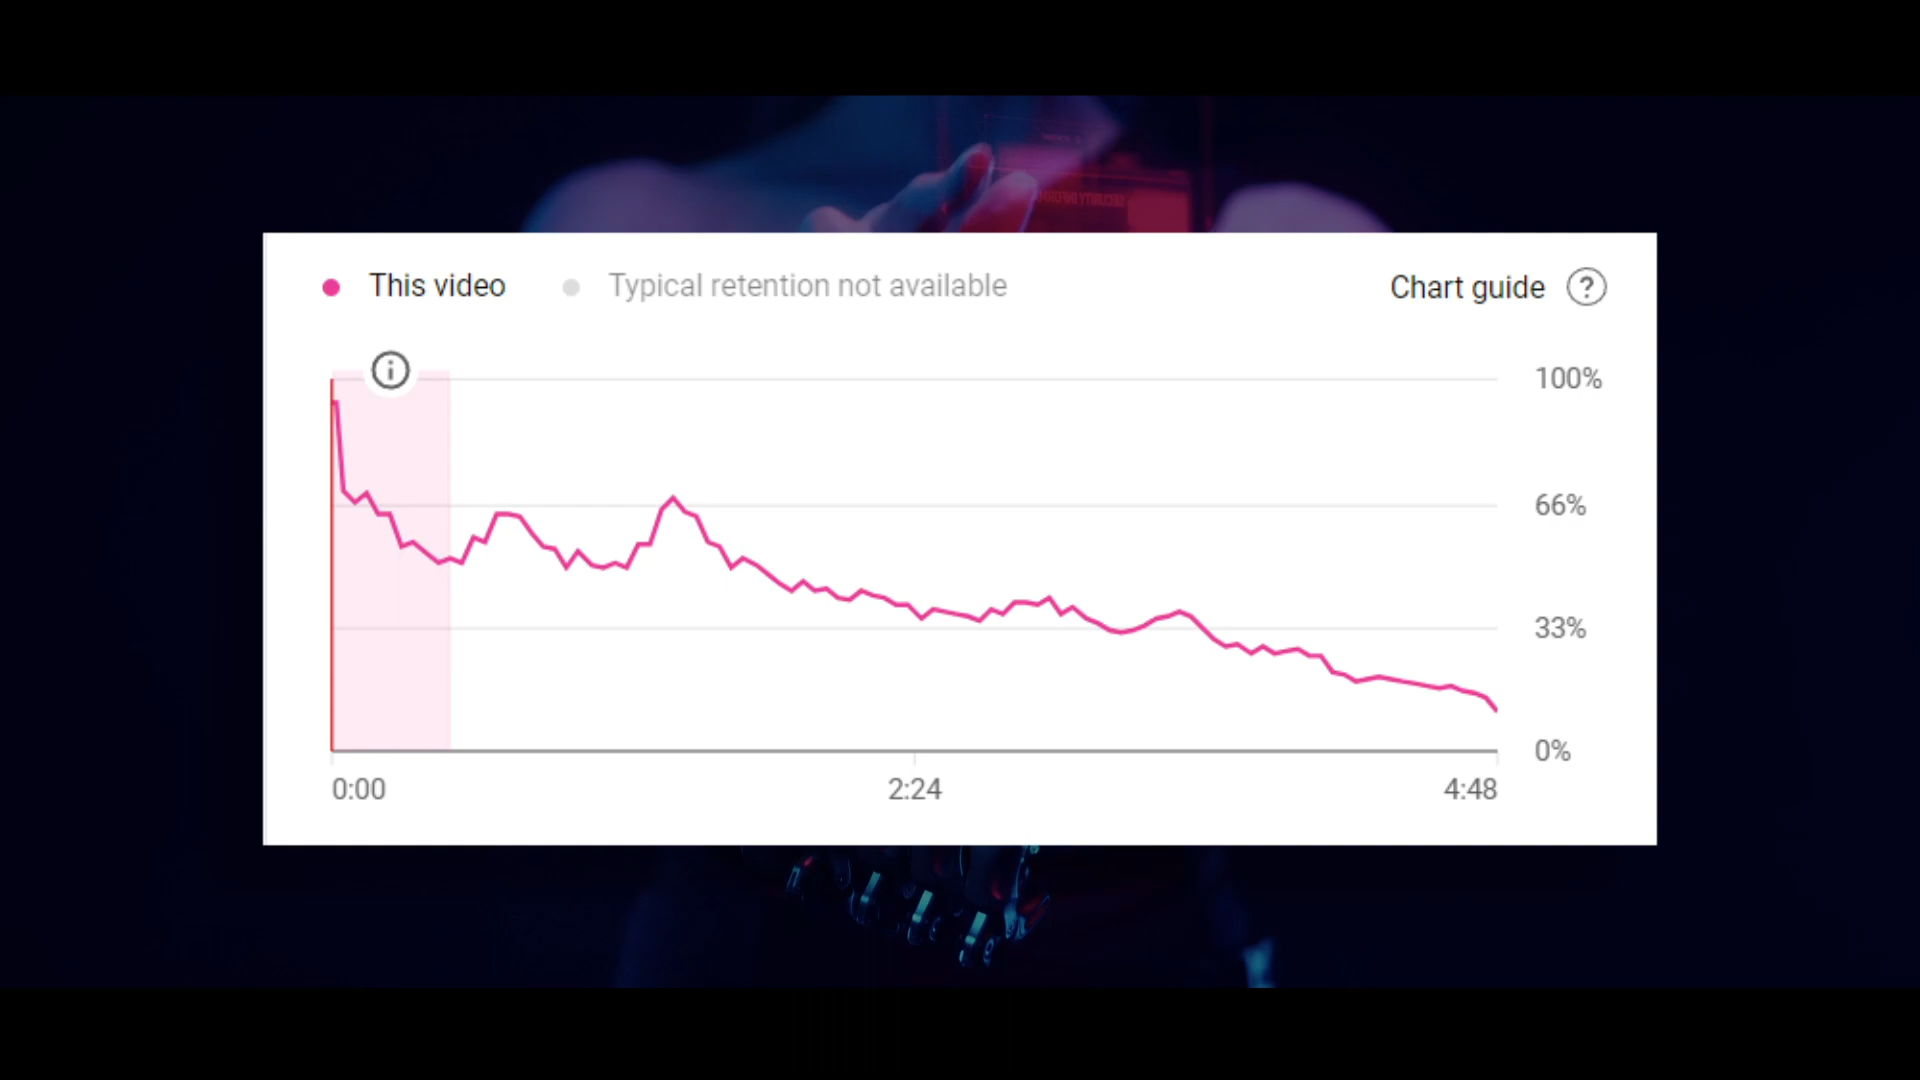 This video
Typical retention not available
Chart guide ?
100%
66%
33%
0%
0:00
2:24
4:48